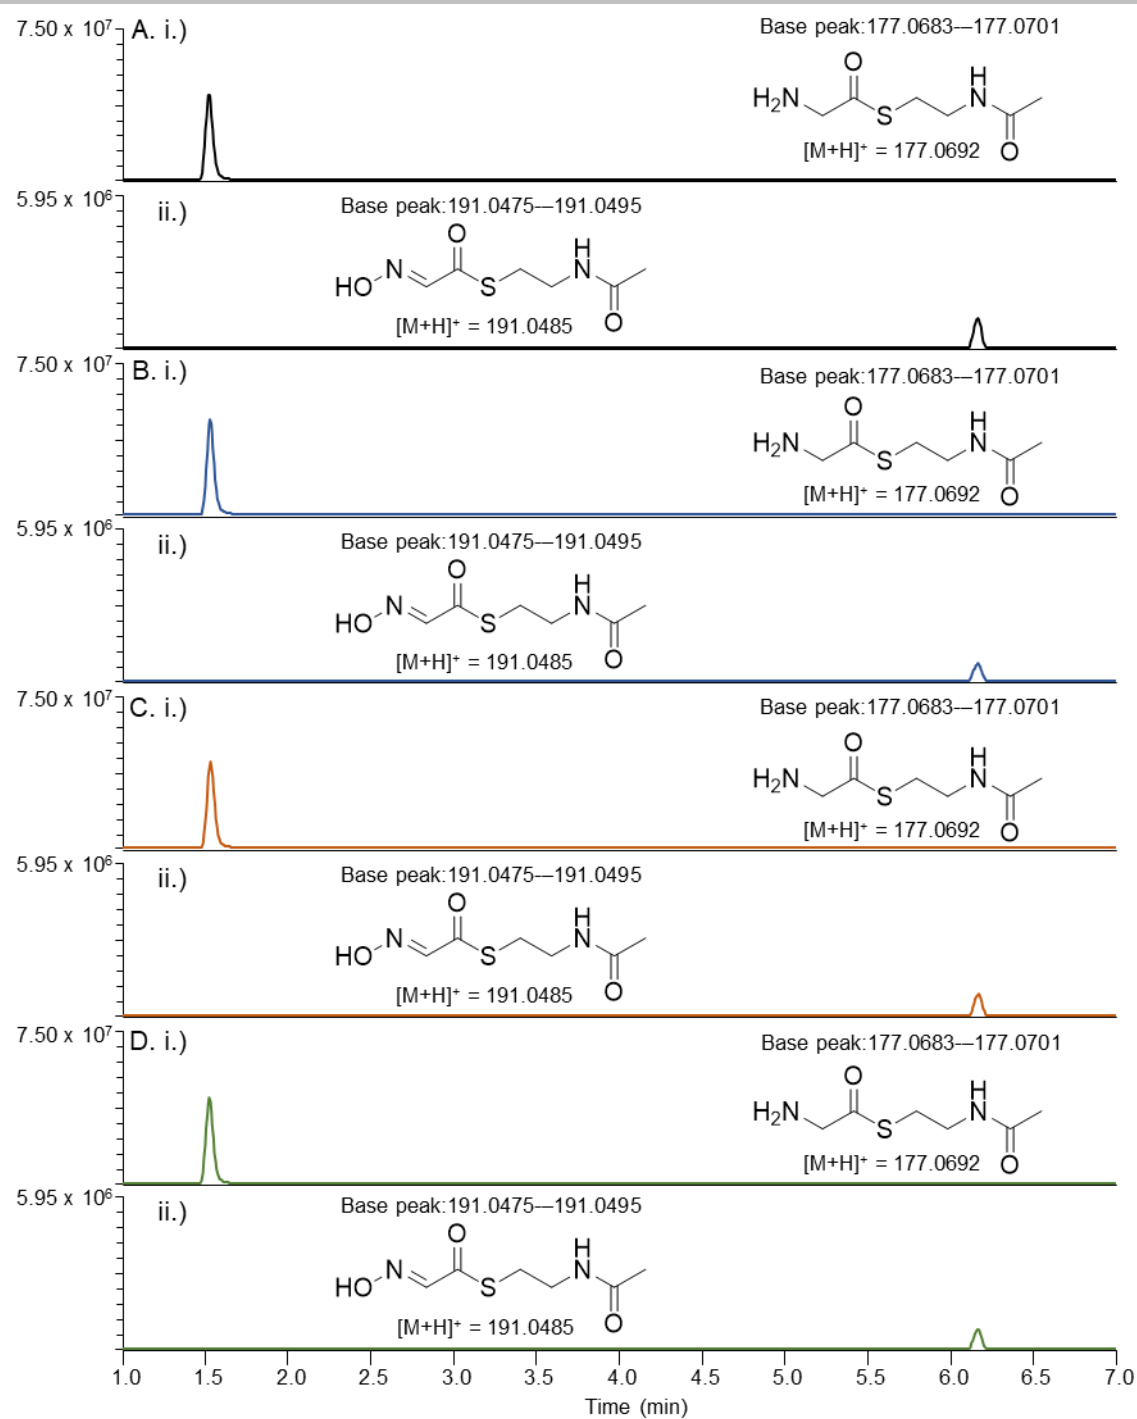 7.50 x 10⁷
A. i.)
Base peak:177.0683-–177.0701
O
H
H₂N
S
N
O
[M+H]⁺ = 177.0692
5.95 x 10⁶
ii.)
Base peak:191.0475-–191.0495
O
H
HO
N
S
N
O
[M+H]⁺ = 191.0485
7.50 x 10⁷
B. i.)
Base peak:177.0683-–177.0701
O
H
H₂N
S
N
O
[M+H]⁺ = 177.0692
5.95 x 10⁶
ii.)
Base peak:191.0475-–191.0495
O
H
HO
N
S
N
O
[M+H]⁺ = 191.0485
7.50 x 10⁷
C. i.)
Base peak:177.0683-–177.0701
O
H
H₂N
S
N
O
[M+H]⁺ = 177.0692
5.95 x 10⁶
ii.)
Base peak:191.0475-–191.0495
O
H
HO
N
S
N
O
[M+H]⁺ = 191.0485
7.50 x 10⁷
D. i.)
Base peak:177.0683-–177.0701
O
H
H₂N
S
N
O
[M+H]⁺ = 177.0692
5.95 x 10⁶
ii.)
Base peak:191.0475-–191.0495
O
H
HO
N
S
N
O
[M+H]⁺ = 191.0485
1.0 1.5 2.0 2.5 3.0 3.5 4.0 4.5 5.0 5.5 6.0 6.5 7.0
Time (min)